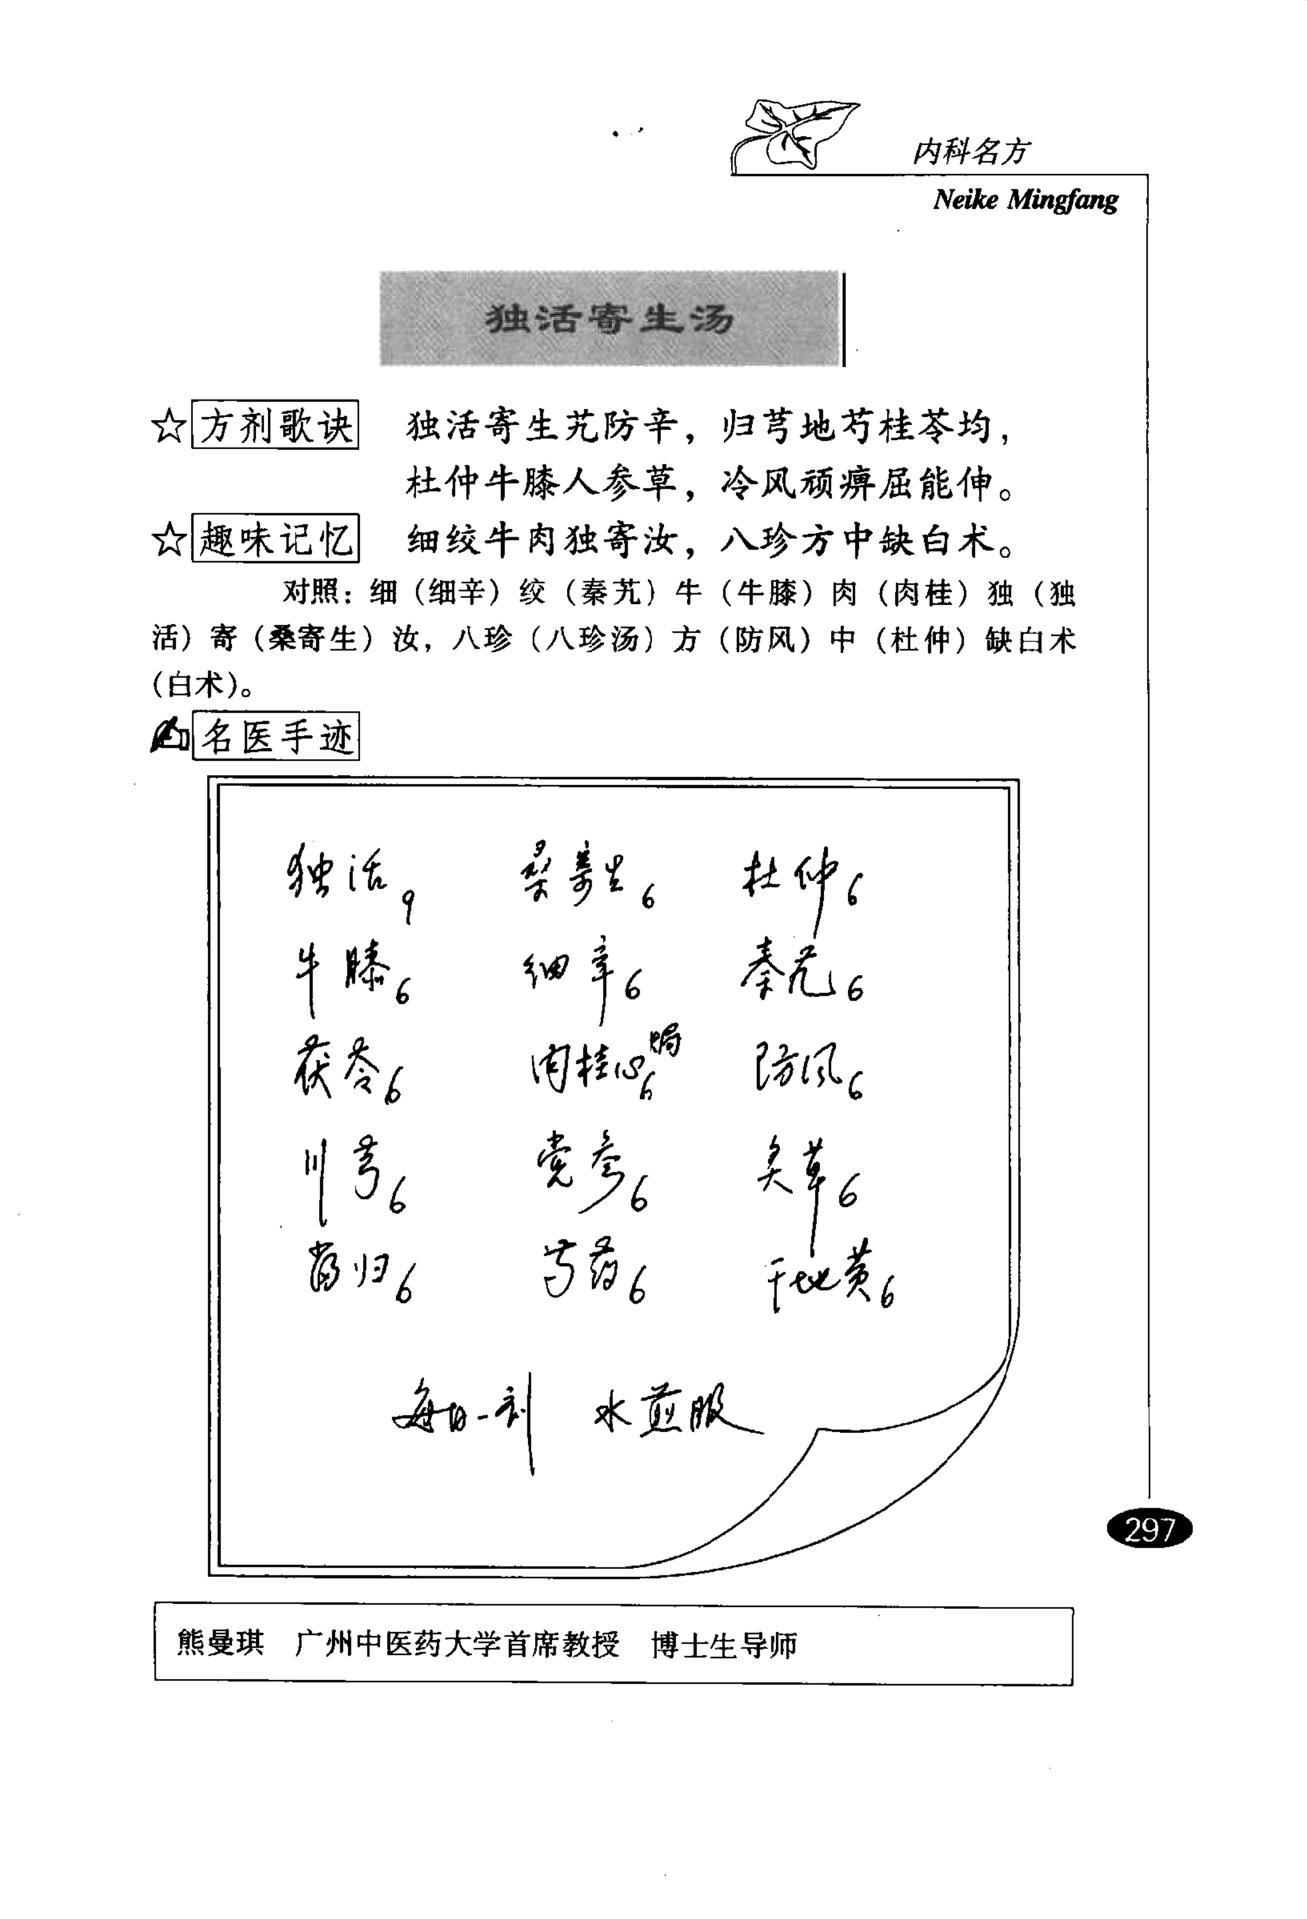 内科名方
Neike Mingfang
独活寄生汤
☆方剂歌诀 独活寄生艽防辛，归芎地芍桂苓均，
杜仲牛膝人参草，冷风顽痹屈能伸。
☆趣味记忆 细绞牛肉独寄汝，八珍方中缺白术。
对照：细（细辛）绞（秦艽）牛（牛膝）肉（肉桂）独（独
活）寄（桑寄生）汝，八珍（八珍汤）方（防风）中（杜仲）缺白术
（白术）。
名医手迹
独活9 桑寄生6 杜仲6
牛膝6 细辛6 秦艽6
茯苓6 肉桂心6 防风6
川芎6 党参6 炙草6
当归6 芍药6 干地黄6
每日一剂 水煎服
297
熊曼琪 广州中医药大学首席教授 博士生导师